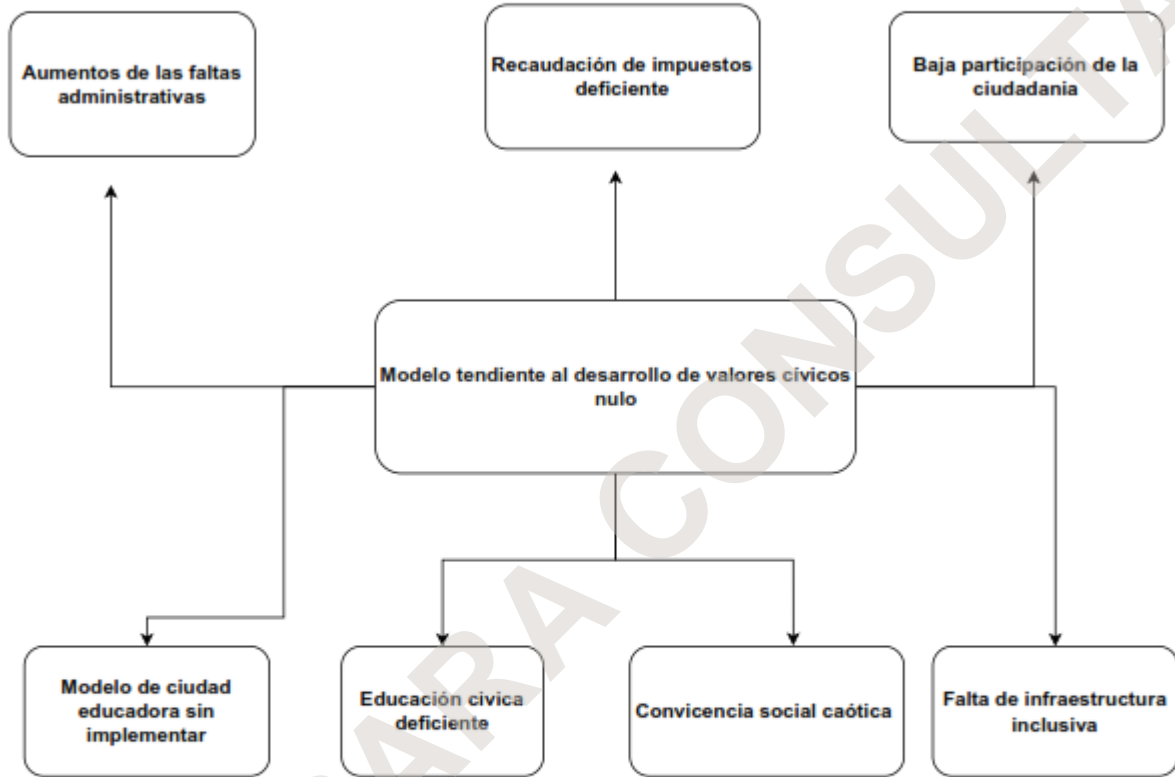 Aumentos de las faltas
administrativas
Recaudación de impuestos
deficiente
Baja participación de la
ciudadania
Modelo tendiente al desarrollo de valores cívicos
nulo
Modelo de ciudad
educadora sin
implementar
Educación cívica
deficiente
Convicencia social caótica
Falta de infraestructura
inclusiva
ARA CONSULTA